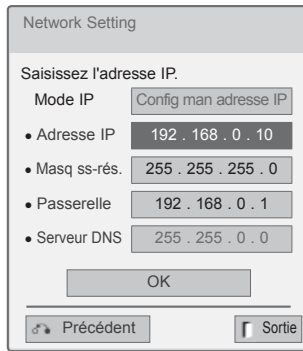 Network Setting
Saisissez l'adresse IP.
Mode IP Config man adresse IP
• Adresse IP 192 . 168 . 0 . 10
• Masq ss-rés. 255 . 255 . 255 . 0
• Passerelle 192 . 168 . 0 . 1
• Serveur DNS 255 . 255 . 0 . 0
OK
Précédent Sortie